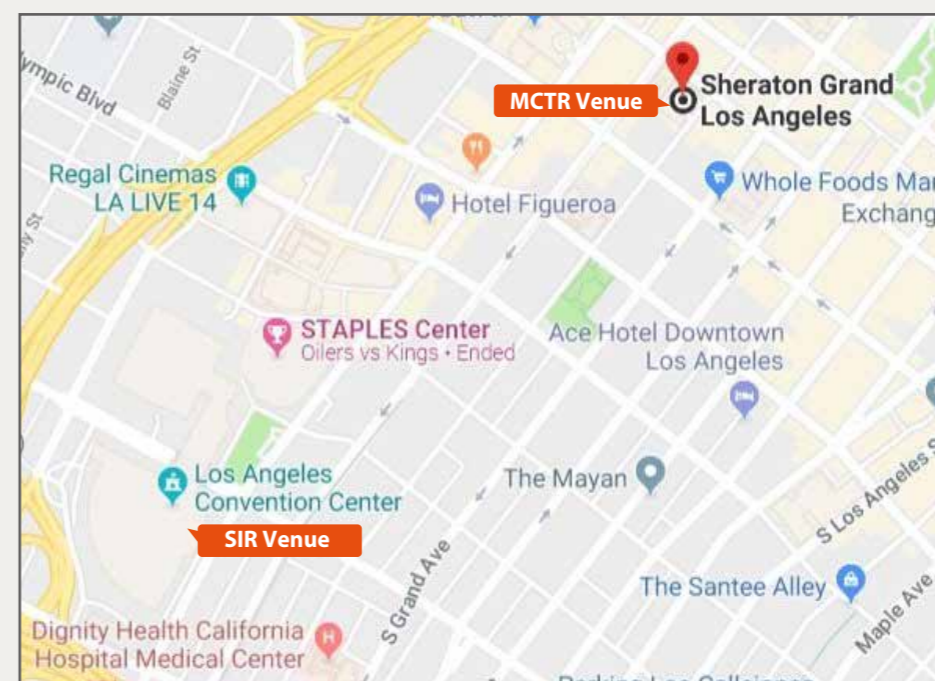 ympic Blvd
Blaine St
MCTR Venue
Sheraton Grand
Los Angeles
Regal Cinemas
LA LIVE 14
Hotel Figueroa
Whole Foods Mar
Exchang
ny St
STAPLES Center
Oilers vs Kings • Ended
Ace Hotel Downtown
Los Angeles
Los Angeles
Convention Center
The Mayan
SIR Venue
S Los Angeles S
S Grand Ave
The Santee Alley
Maple Ave
Dignity Health California
Hospital Medical Center
H